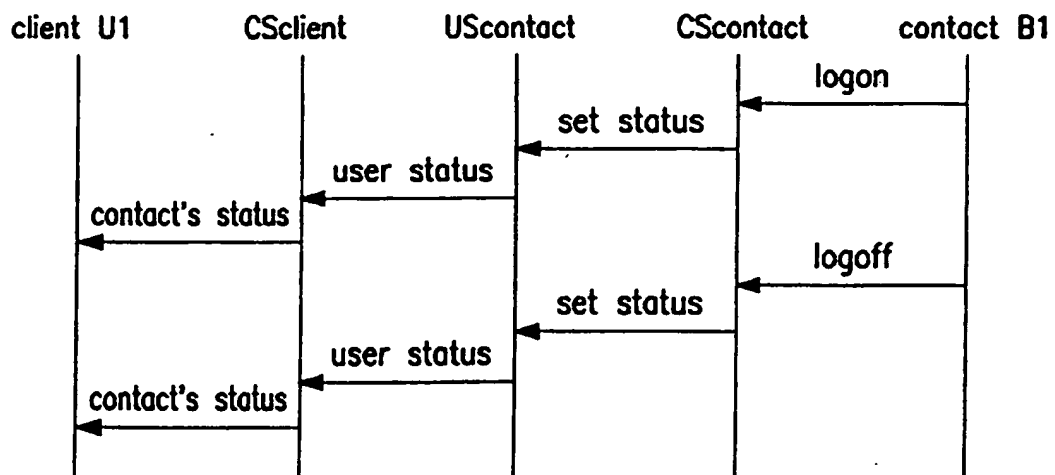 client U1 CSclient UScontact CScontact contact B1
logon
set status
user status
contact's status
logoff
set status
user status
contact's status